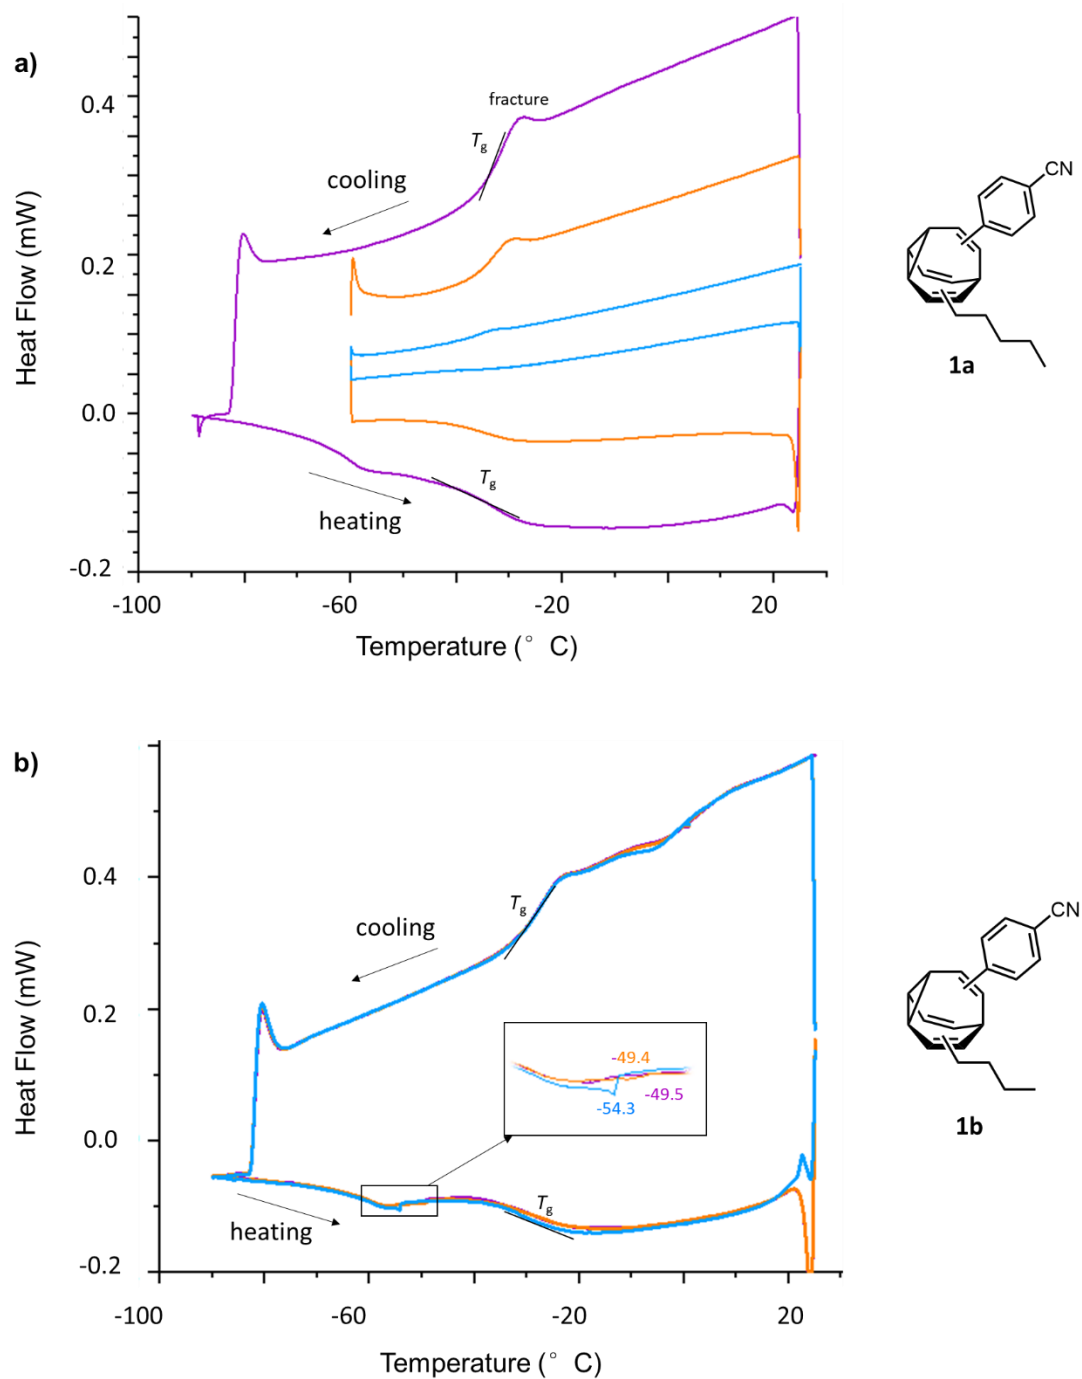 a)
fracture
Tg
cooling
0.4
0.2
0.0
-0.2
Heat Flow (mW)
Tg
heating
-100
-60
-20
20
Temperature (° C)
CN
1a
b)
Tg
cooling
0.4
0.2
0.0
-0.2
Heat Flow (mW)
-49.4
-49.5
-54.3
Tg
heating
-100
-60
-20
20
Temperature (° C)
CN
1b